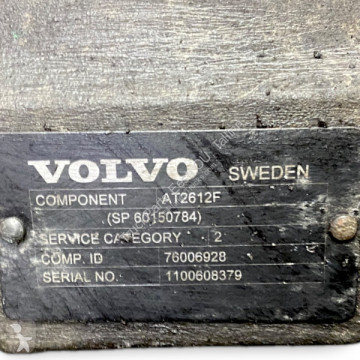 VOLVO SWEDEN
COMPONENT AT2612F
(SP 60150784)
SERVICE CATEGORY 2
COMP. ID 76006928
SERIAL NO. 1100608379